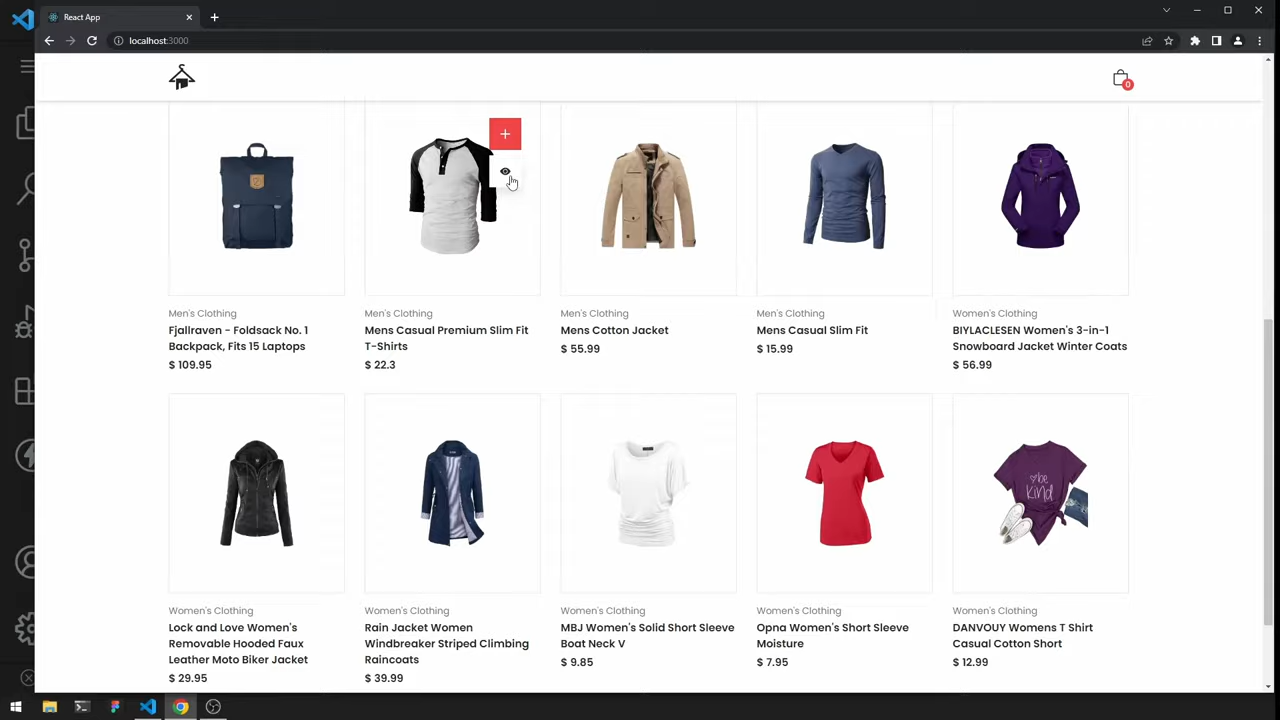 React App
localhost:3000
0
Men's Clothing
Fjallraven - Foldsack No. 1
Backpack, Fits 15 Laptops
$ 109.95
Men's Clothing
Mens Casual Premium Slim Fit
T-Shirts
$ 22.3
Men's Clothing
Mens Cotton Jacket
$ 55.99
Men's Clothing
Mens Casual Slim Fit
$ 15.99
Women's Clothing
BIYLACLESEN Women's 3-in-1
Snowboard Jacket Winter Coats
$ 56.99
be
kind
Women's Clothing
Lock and Love Women's
Removable Hooded Faux
Leather Moto Biker Jacket
$ 29.95
Women's Clothing
Rain Jacket Women
Windbreaker Striped Climbing
Raincoats
$ 39.99
Women's Clothing
MBJ Women's Solid Short Sleeve
Boat Neck V
$ 9.85
Women's Clothing
Opna Women's Short Sleeve
Moisture
$ 7.95
Women's Clothing
DANVOUY Womens T Shirt
Casual Cotton Short
$ 12.99